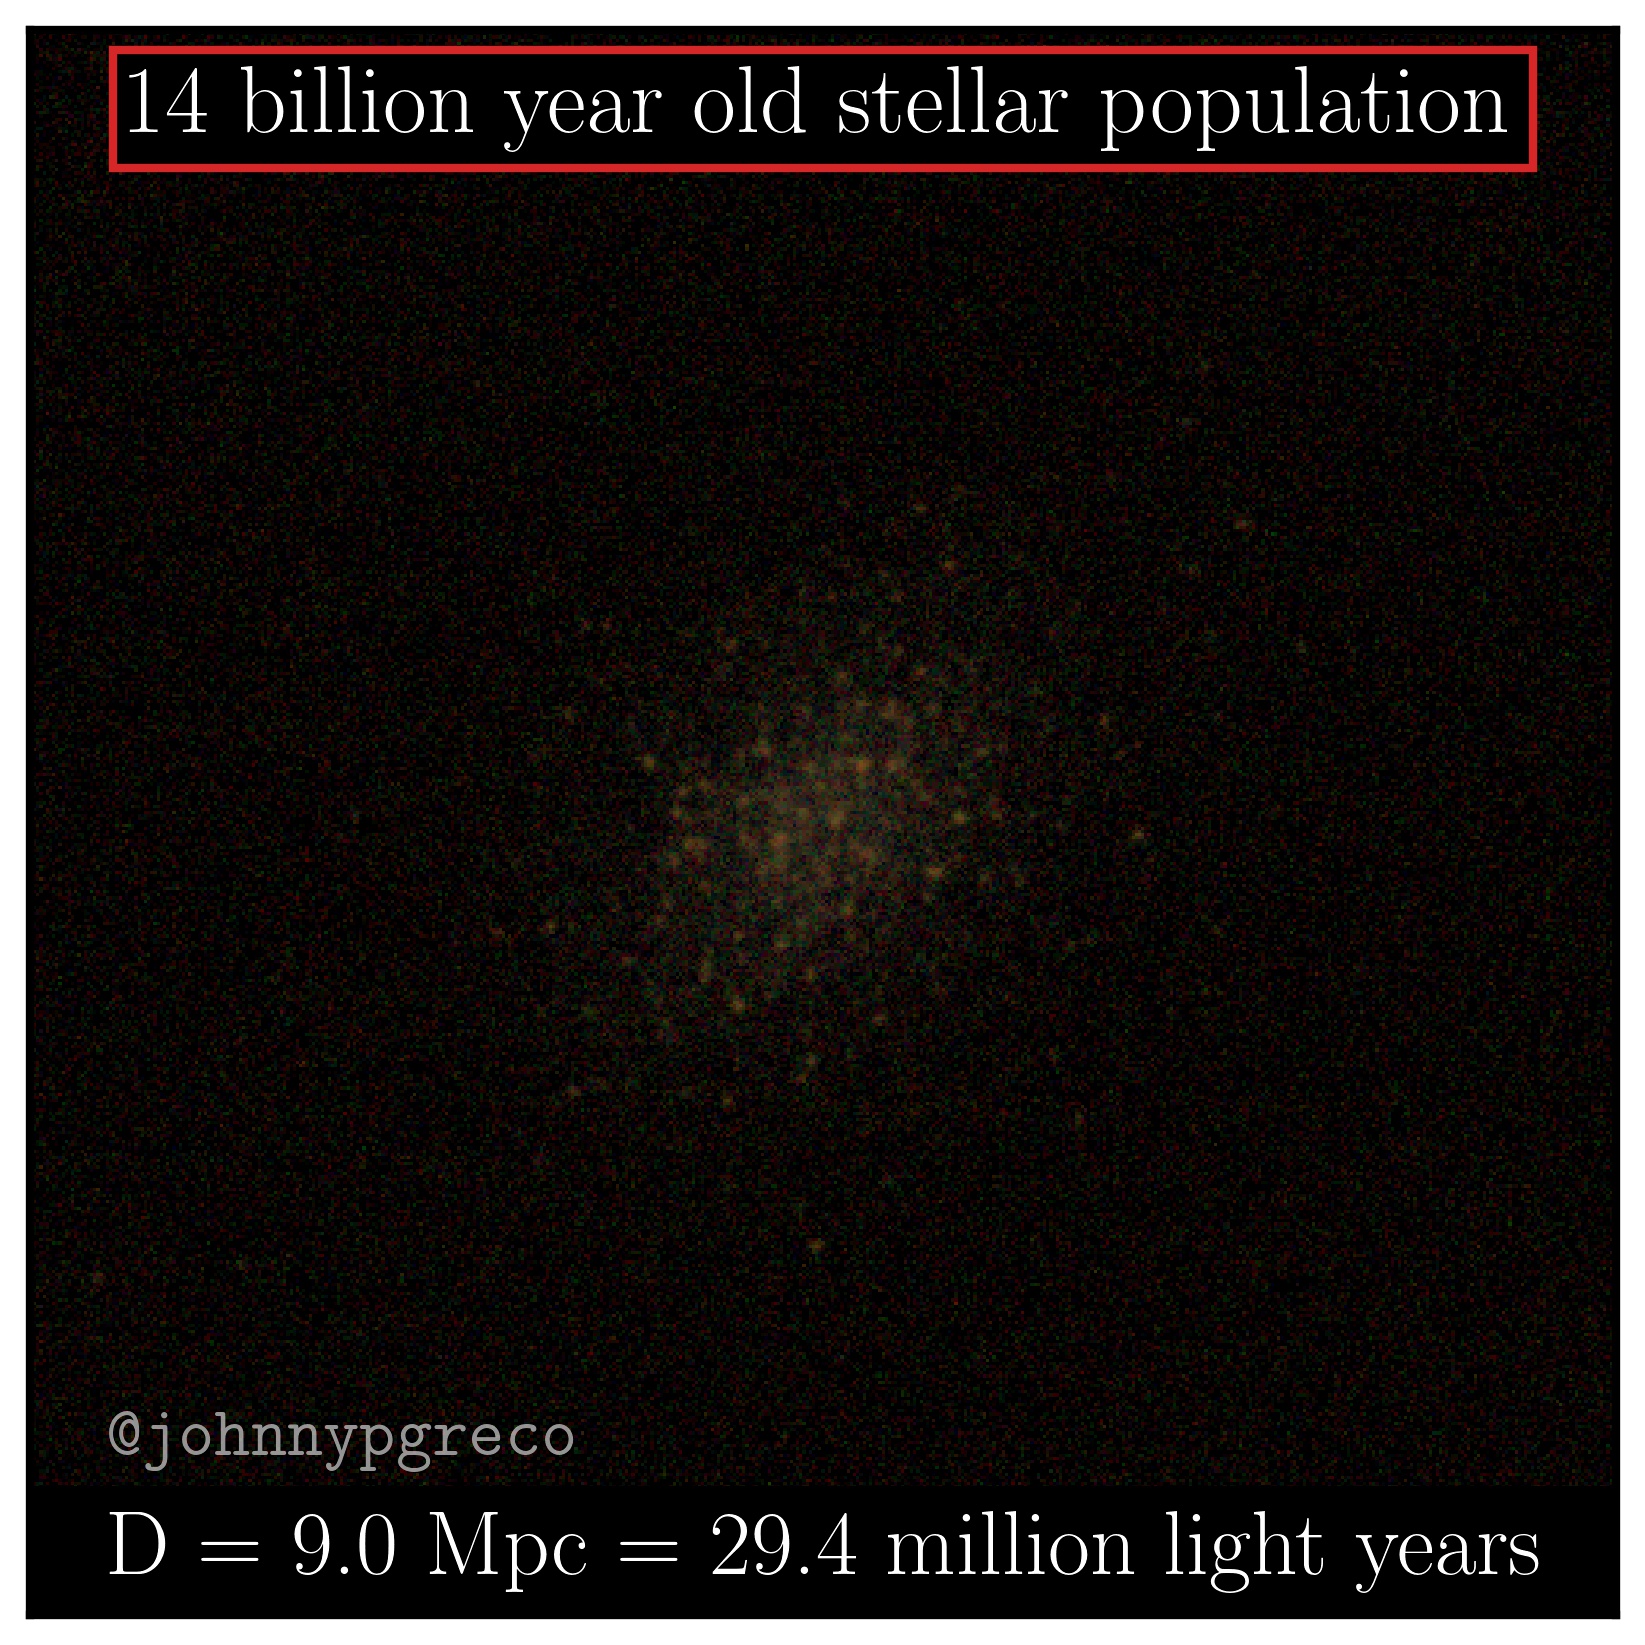 14 billion year old stellar population
@johnnypgreco
D = 9.0 Mpc = 29.4 million light years